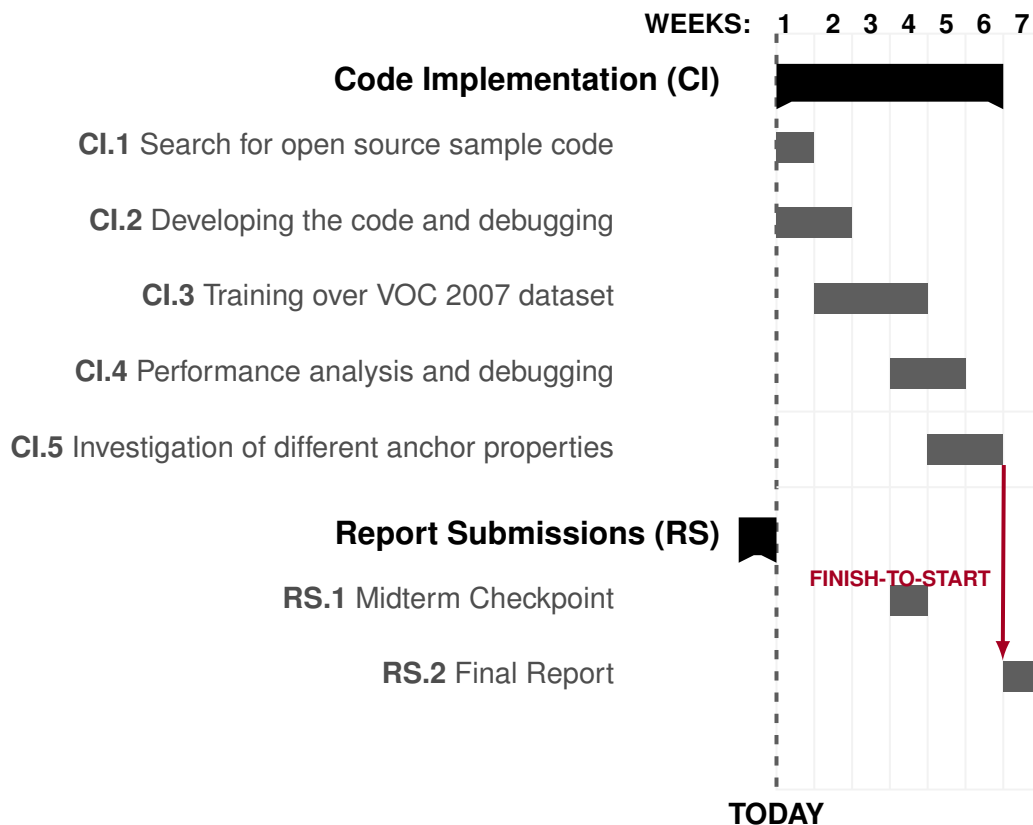 WEEKS: 1 2 3 4 5 6 7
Code Implementation (CI)
CI.1 Search for open source sample code
CI.2 Developing the code and debugging
CI.3 Training over VOC 2007 dataset
CI.4 Performance analysis and debugging
CI.5 Investigation of different anchor properties
Report Submissions (RS)
FINISH-TO-START
RS.1 Midterm Checkpoint
RS.2 Final Report
TODAY